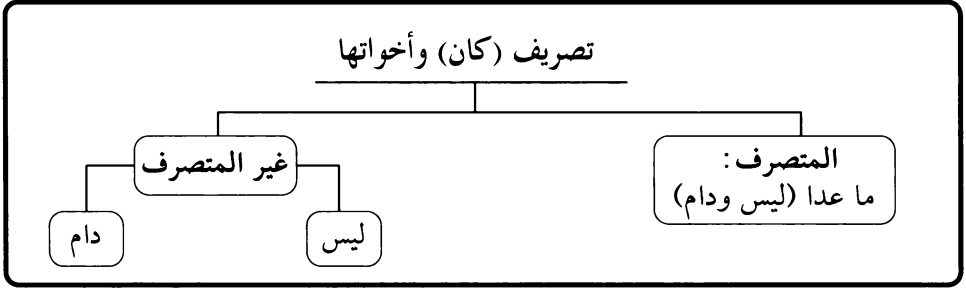 تصريف (كان) وأخواتها
المتصرف:
ما عدا (ليس ودام)
غير المتصرف
ليس
دام